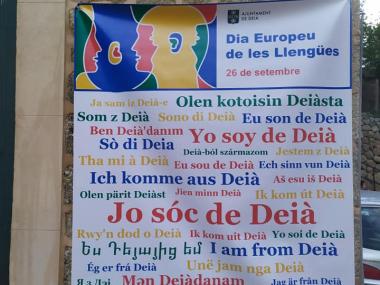 AJUNTAMENT
DE DEIÀ
Dia Europeu
de les Llengües
26 de setembre
Ja sam iz Deià-e Olen kotoisin Deiàsta
Som z Deià Sono di Deià Eu son de Deià
Ben Deià'danım Yo soy de Deià
Sò di Deià Deià-ból származom Jestem z Deià
Tha mi à Deià Eu sou de Deià Ech sinn vun Deià
Ich komme aus Deià Aš esu iš Deià
Olen pärit Deiàst Jien minn Deià Ik kom út Deià
Jo sóc de Deià
Rwy'n dod o Deià Ik kom uit Deià Yo soi de Deià
Ես Դեյայից եմ I am from Deià
Ég er frá Deià Unë jam nga Deià
Man Deiàdanam Jag är från Deià